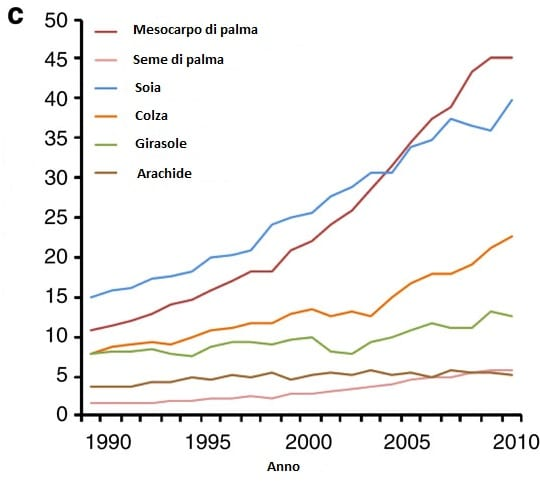 c
50
45
40
35
30
25
20
15
10
5
0
Mesocarpo di palma
Seme di palma
Soia
Colza
Girasole
Arachide
1990 1995 2000 2005 2010
Anno